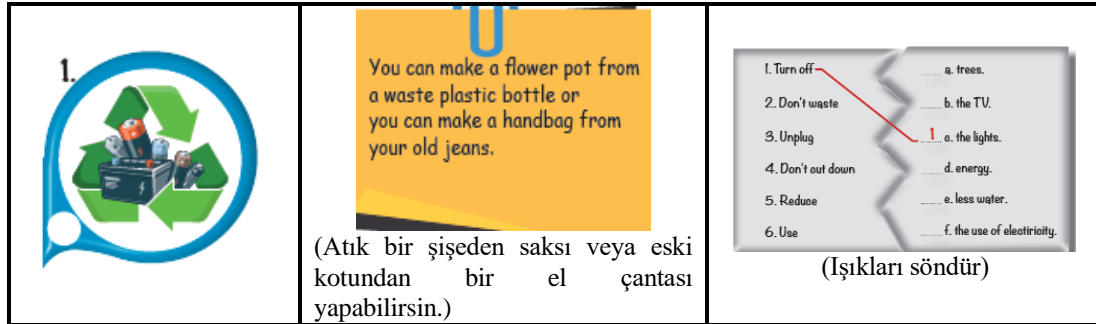 1.
You can make a flower pot from
a waste plastic bottle or
you can make a handbag from
your old jeans.
(Atık bir şişeden saksı veya eski
kotundan bir el çantası
yapabilirsin.)
1. Turn off
2. Don't waste
3. Unplug
4. Don't cut down
5. Reduce
6. Use
........ a. trees.
........ b. the TV.
...1... c. the lights.
........ d. energy.
........ e. less water.
........ f. the use of electiricity.
(Işıkları söndür)